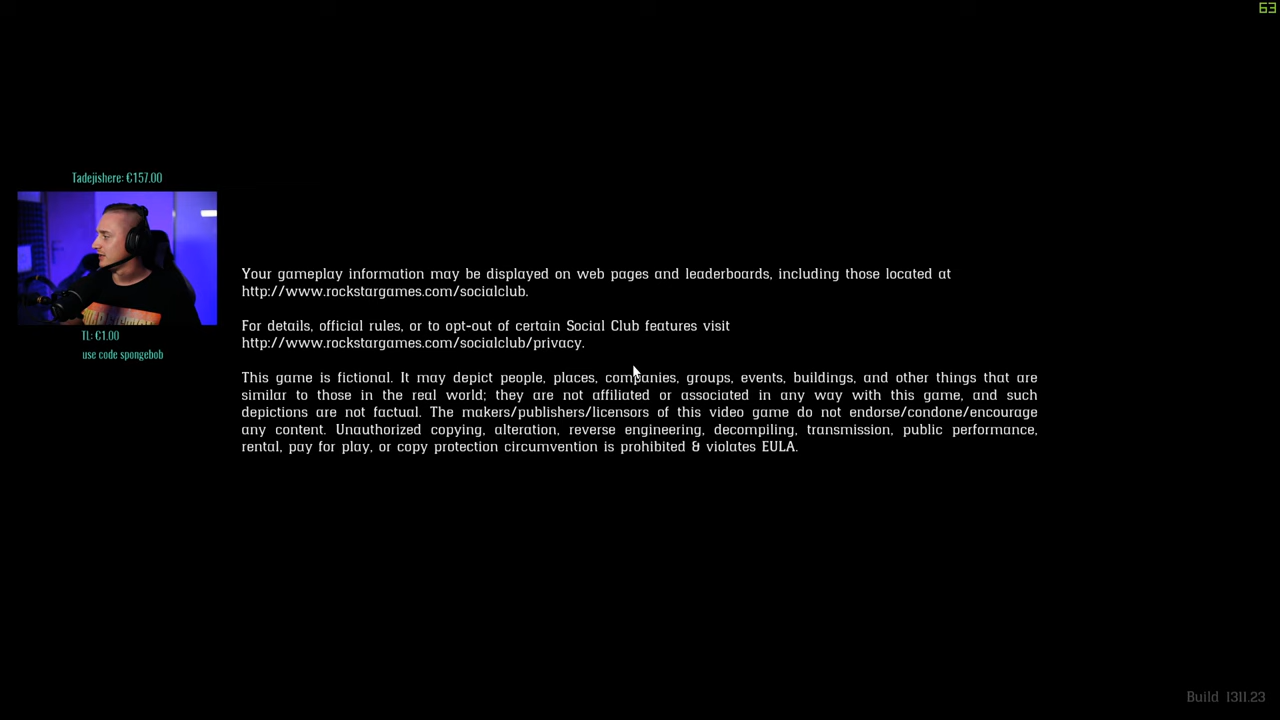 63
Tadejishere: €157.00
TL: €1.00
use code spongebob
Your gameplay information may be displayed on web pages and leaderboards, including those located at
http://www.rockstargames.com/socialclub.
For details, official rules, or to opt-out of certain Social Club features visit
http://www.rockstargames.com/socialclub/privacy.
This game is fictional. It may depict people, places, companies, groups, events, buildings, and other things that are
similar to those in the real world; they are not affiliated or associated in any way with this game, and such
depictions are not factual. The makers/publishers/licensors of this video game do not endorse/condone/encourage
any content. Unauthorized copying, alteration, reverse engineering, decompiling, transmission, public performance,
rental, pay for play, or copy protection circumvention is prohibited & violates EULA.
Build 1311.23